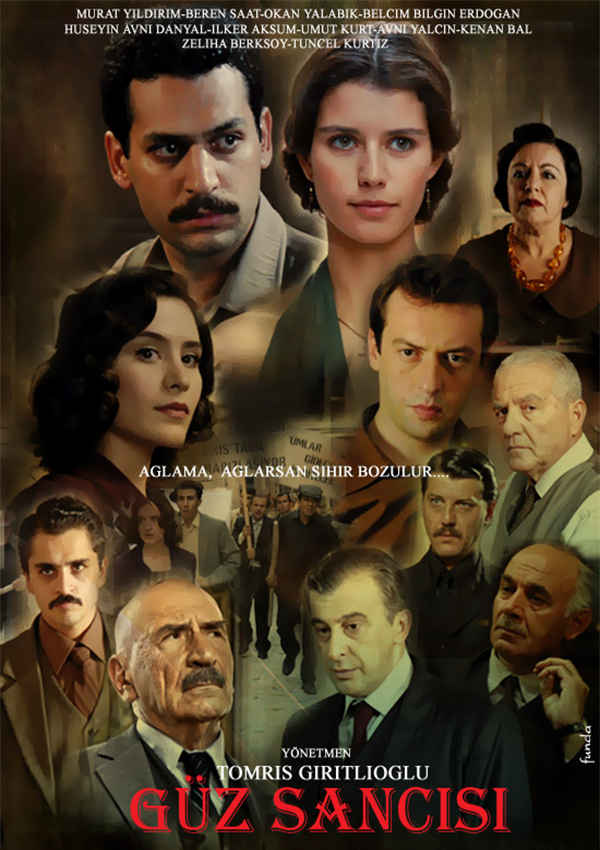 MURAT YILDIRIM-BEREN SAAT-OKAN YALABIK-BELCIM BILGIN ERDOGAN
HUSEYIN AVNI DANYAL-ILKER AKSUM-UMUT KURT-AVNI YALCIN-KENAN BAL
ZELIHA BERKSOY-TUNCEL KURTIZ
UMLAR
AGLAMA, AGLARSAN SIHIR BOZULUR....
YÖNETMEN
TOMRIS GIRITLIOGLU
GÜZ SANCISI
funda